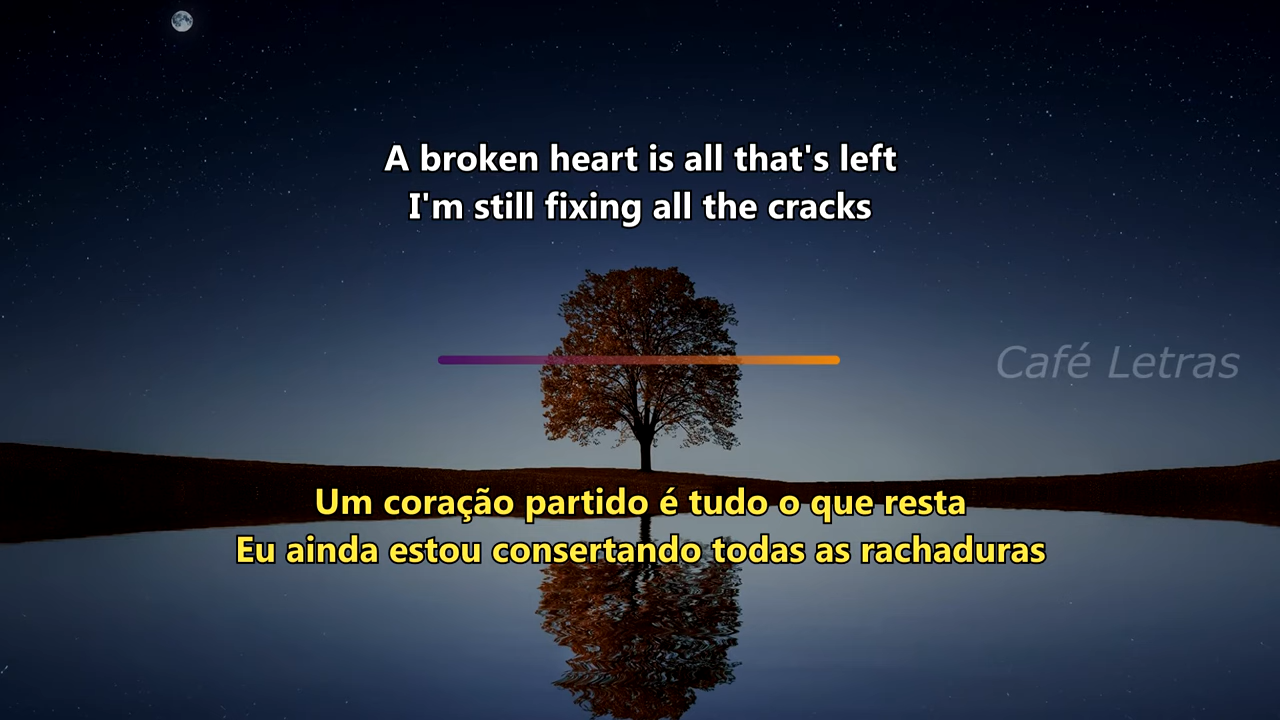 A broken heart is all that's left
I'm still fixing all the cracks
Café Letras
Um coração partido é tudo o que resta
Eu ainda estou consertando todas as rachaduras